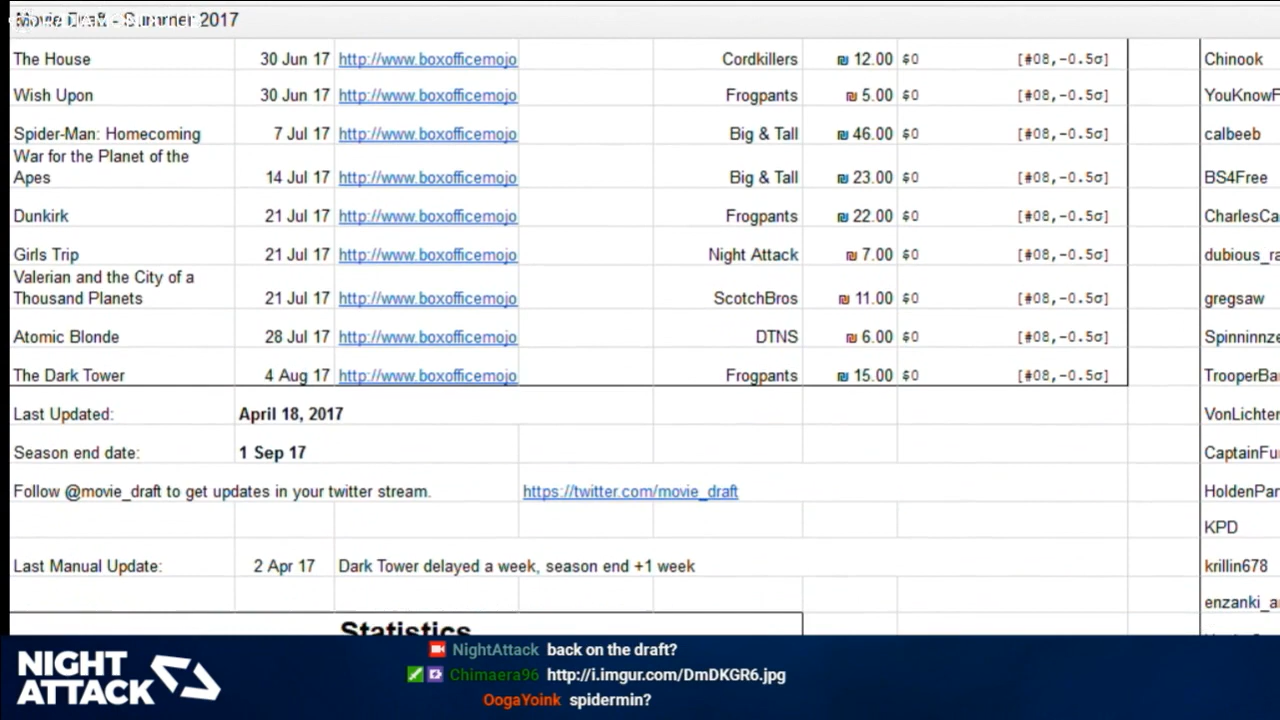 Movie Draft - Summer 2017
The House 30 Jun 17 http://www.boxofficemojo Cordkillers ₪ 12.00 $0 [#08,-0.5σ] Chinook
Wish Upon 30 Jun 17 http://www.boxofficemojo Frogpants ₪ 5.00 $0 [#08,-0.5σ] YouKnowF
Spider-Man: Homecoming 7 Jul 17 http://www.boxofficemojo Big & Tall ₪ 46.00 $0 [#08,-0.5σ] calbeeb
War for the Planet of the
Apes 14 Jul 17 http://www.boxofficemojo Big & Tall ₪ 23.00 $0 [#08,-0.5σ] BS4Free
Dunkirk 21 Jul 17 http://www.boxofficemojo Frogpants ₪ 22.00 $0 [#08,-0.5σ] CharlesCa
Girls Trip 21 Jul 17 http://www.boxofficemojo Night Attack ₪ 7.00 $0 [#08,-0.5σ] dubious_ra
Valerian and the City of a
Thousand Planets 21 Jul 17 http://www.boxofficemojo ScotchBros ₪ 11.00 $0 [#08,-0.5σ] gregsaw
Atomic Blonde 28 Jul 17 http://www.boxofficemojo DTNS ₪ 6.00 $0 [#08,-0.5σ] Spinninnze
The Dark Tower 4 Aug 17 http://www.boxofficemojo Frogpants ₪ 15.00 $0 [#08,-0.5σ] TrooperBa
Last Updated: April 18, 2017 VonLichter
Season end date: 1 Sep 17 CaptainFu
Follow @movie_draft to get updates in your twitter stream. https://twitter.com/movie_draft HoldenPar
KPD
Last Manual Update: 2 Apr 17 Dark Tower delayed a week, season end +1 week krillin678
enzanki_a
Statistics
NIGHT
ATTACK
NightAttack back on the draft?
Chimaera96 http://i.imgur.com/DmDKGR6.jpg
OogaYoink spidermin?